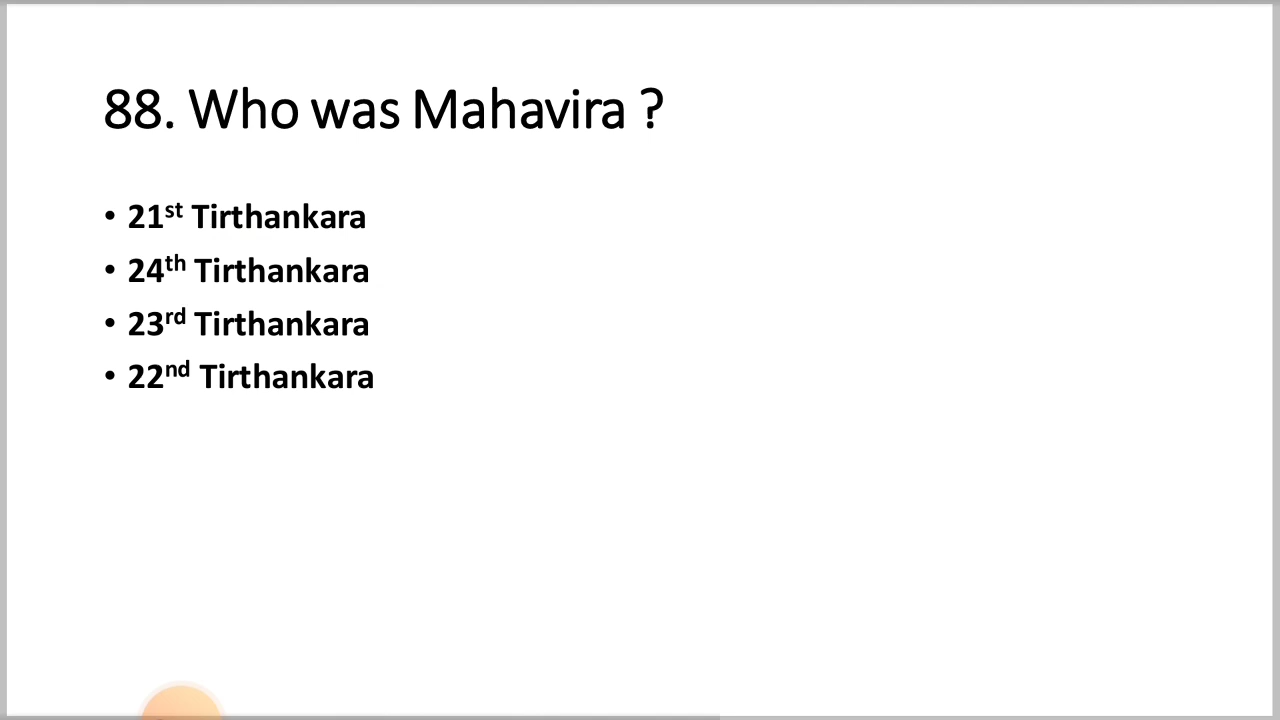 88. Who was Mahavira ?
• 21st Tirthankara
• 24th Tirthankara
• 23rd Tirthankara
• 22nd Tirthankara